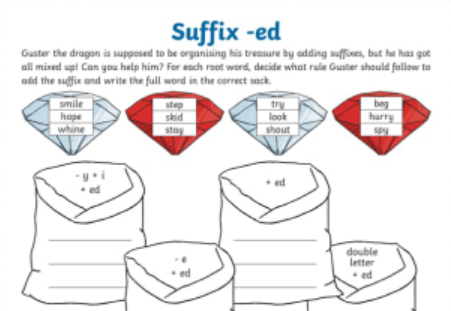 Suffix -ed
Guster the dragon is supposed to be organising his treasure by adding suffixes, but he has got
all mixed up! Can you help him? For each root word, decide what rule Guster should follow to
add the suffix and write the full word in the correct sack.
smile
hope
whine
step
skid
stay
try
look
shout
beg
hurry
spy
- y + i
+ ed
+ ed
- e
+ ed
double
letter
+ ed